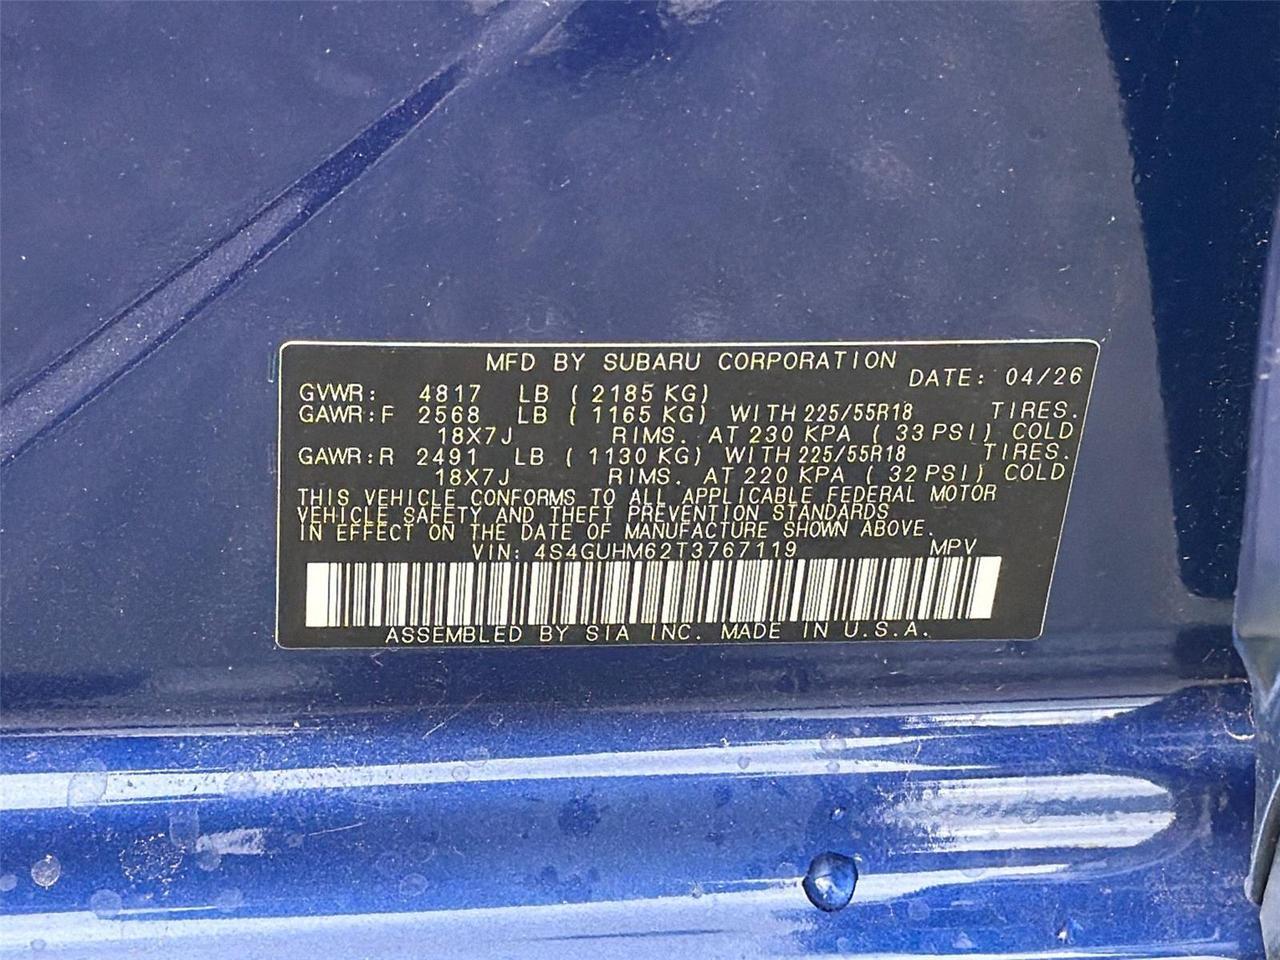 MFD BY SUBARU CORPORATION
DATE: 04/26
GVWR: 4817 LB ( 2185 KG)
GAWR:F 2568 LB ( 1165 KG) WITH 225/55R18 TIRES.
18X7J RIMS. AT 230 KPA ( 33 PSI) COLD
GAWR:R 2491 LB ( 1130 KG) WITH 225/55R18 TIRES.
18X7J RIMS. AT 220 KPA ( 32 PSI) COLD
THIS VEHICLE CONFORMS TO ALL APPLICABLE FEDERAL MOTOR
VEHICLE SAFETY AND THEFT PREVENTION STANDARDS
IN EFFECT ON THE DATE OF MANUFACTURE SHOWN ABOVE.
VIN: 4S4GUHM62T3767119 MPV
ASSEMBLED BY SIA INC. MADE IN U.S.A.